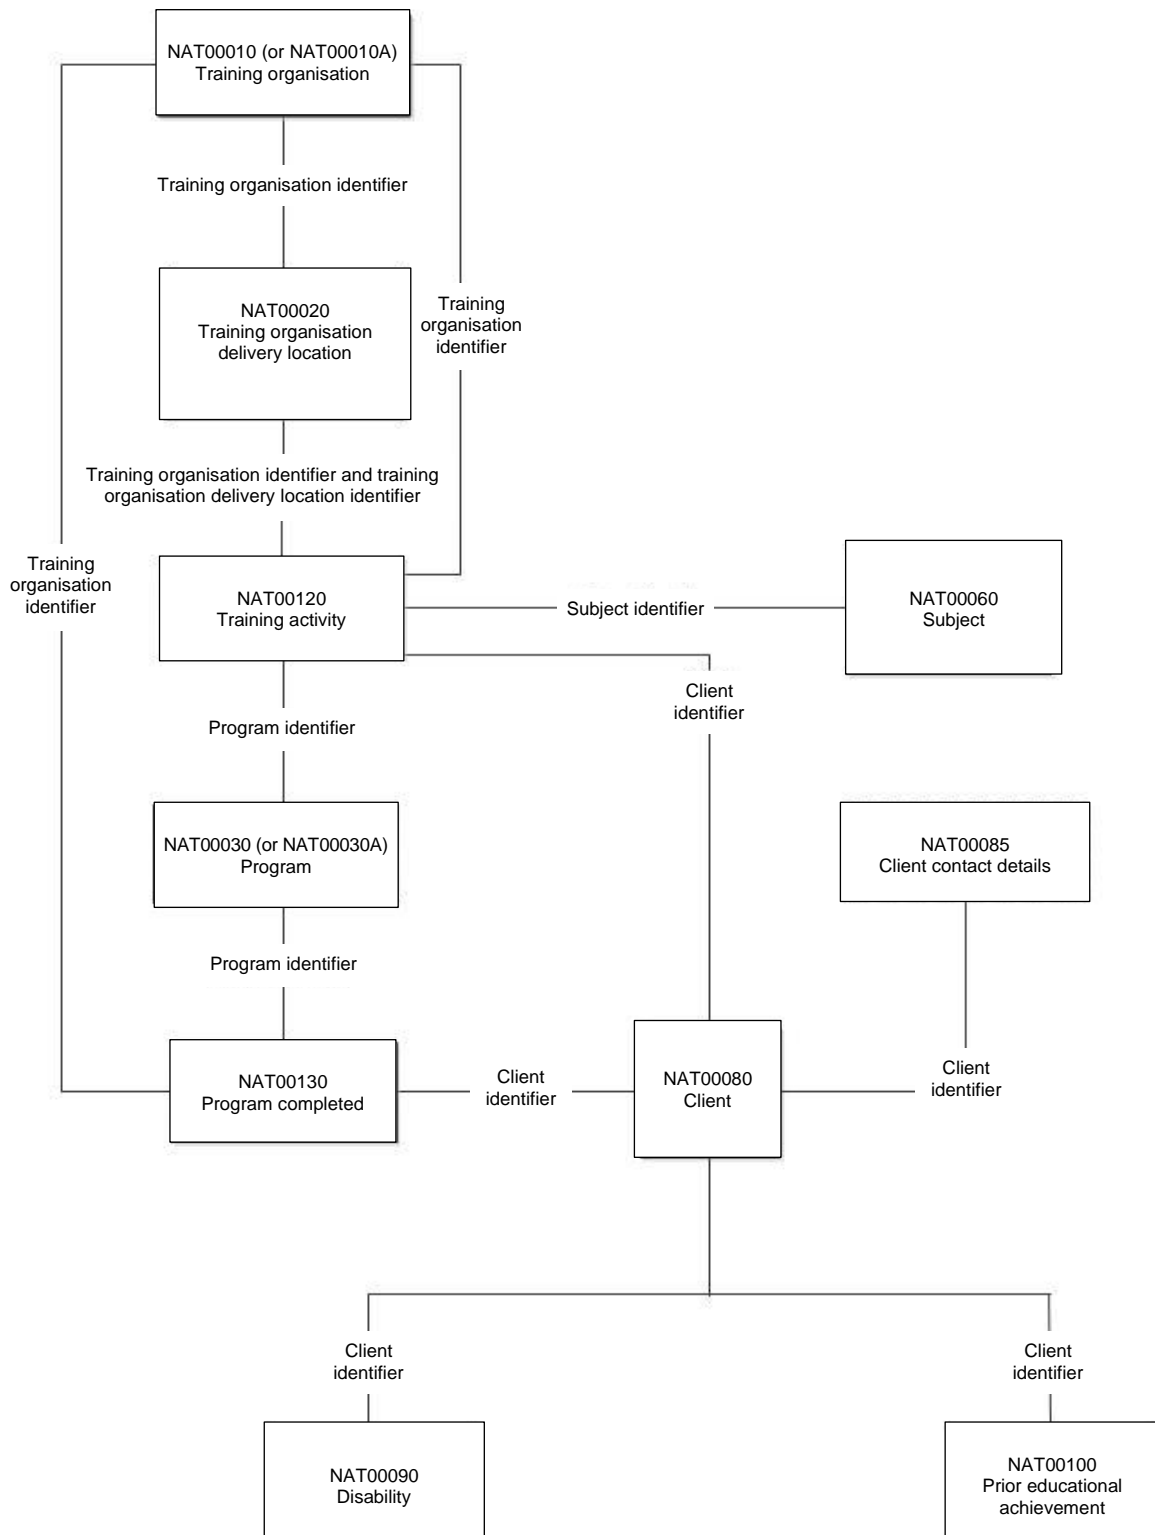 NAT00010 (or NAT00010A)
Training organisation
Training organisation identifier
NAT00020
Training organisation
delivery location
Training
organisation
identifier
Training organisation identifier and training
organisation delivery location identifier
Training
organisation
identifier
NAT00120
Training activity
Subject identifier
NAT00060
Subject
Client
identifier
Program identifier
NAT00030 (or NAT00030A)
Program
NAT00085
Client contact details
Program identifier
NAT00130
Program completed
Client
identifier
NAT00080
Client
Client
identifier
Client
identifier
Client
identifier
NAT00090
Disability
NAT00100
Prior educational
achievement